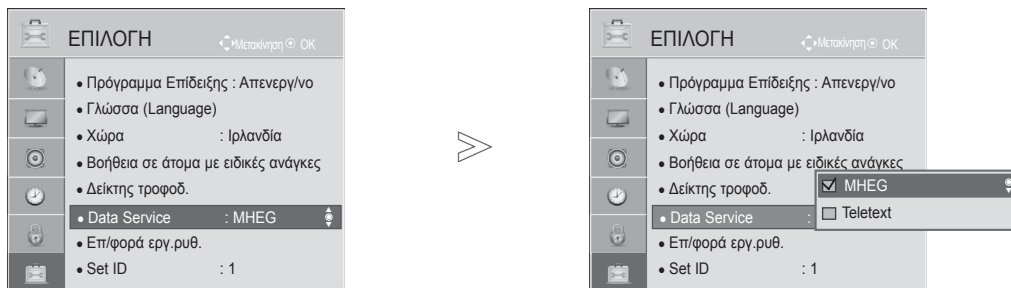 ΕΠΙΛΟΓΗ Μετακίνηση OK
• Πρόγραμμα Επίδειξης : Απενεργ/νο
• Γλώσσα (Language)
• Χώρα : Ιρλανδία
• Βοήθεια σε άτομα με ειδικές ανάγκες
• Δείκτης τροφοδ.
• Data Service : MHEG
• Επ/φορά εργ.ρυθ.
• Set ID : 1
ΕΠΙΛΟΓΗ Μετακίνηση OK
• Πρόγραμμα Επίδειξης : Απενεργ/νο
• Γλώσσα (Language)
• Χώρα : Ιρλανδία
• Βοήθεια σε άτομα με ειδικές ανάγκες
• Δείκτης τροφοδ.
MHEG
• Data Service :
Teletext
• Επ/φορά εργ.ρυθ.
• Set ID : 1